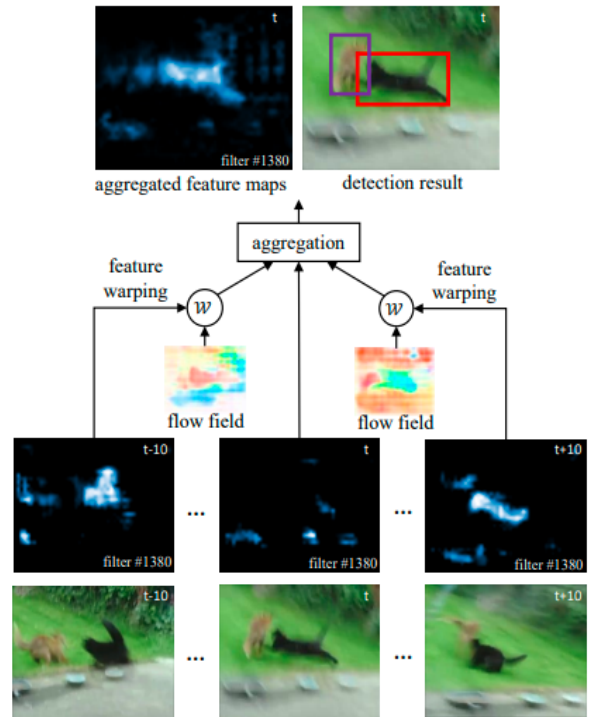 t
t
filter #1380
aggregated feature maps
detection result
aggregation
feature
warping
feature
warping
w
w
flow field
flow field
t-10
t
t+10
...
...
filter #1380
filter #1380
filter #1380
t-10
t
t+10
...
...